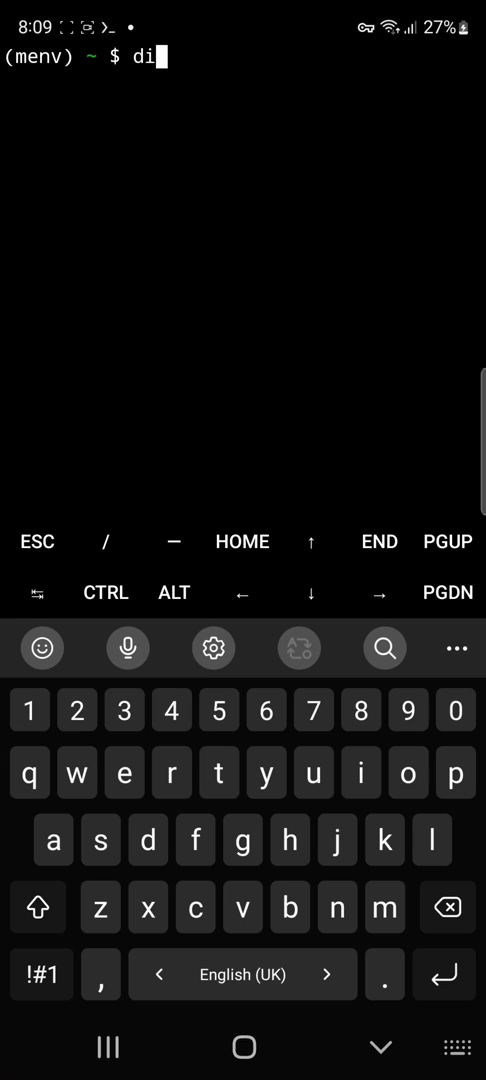 8:09 27%
(menv) ~ $ di
ESC / — HOME ↑ END PGUP
↹ CTRL ALT ← ↓ → PGDN
1 2 3 4 5 6 7 8 9 0
q w e r t y u i o p
a s d f g h j k l
z x c v b n m
!#1 , < English (UK) > .